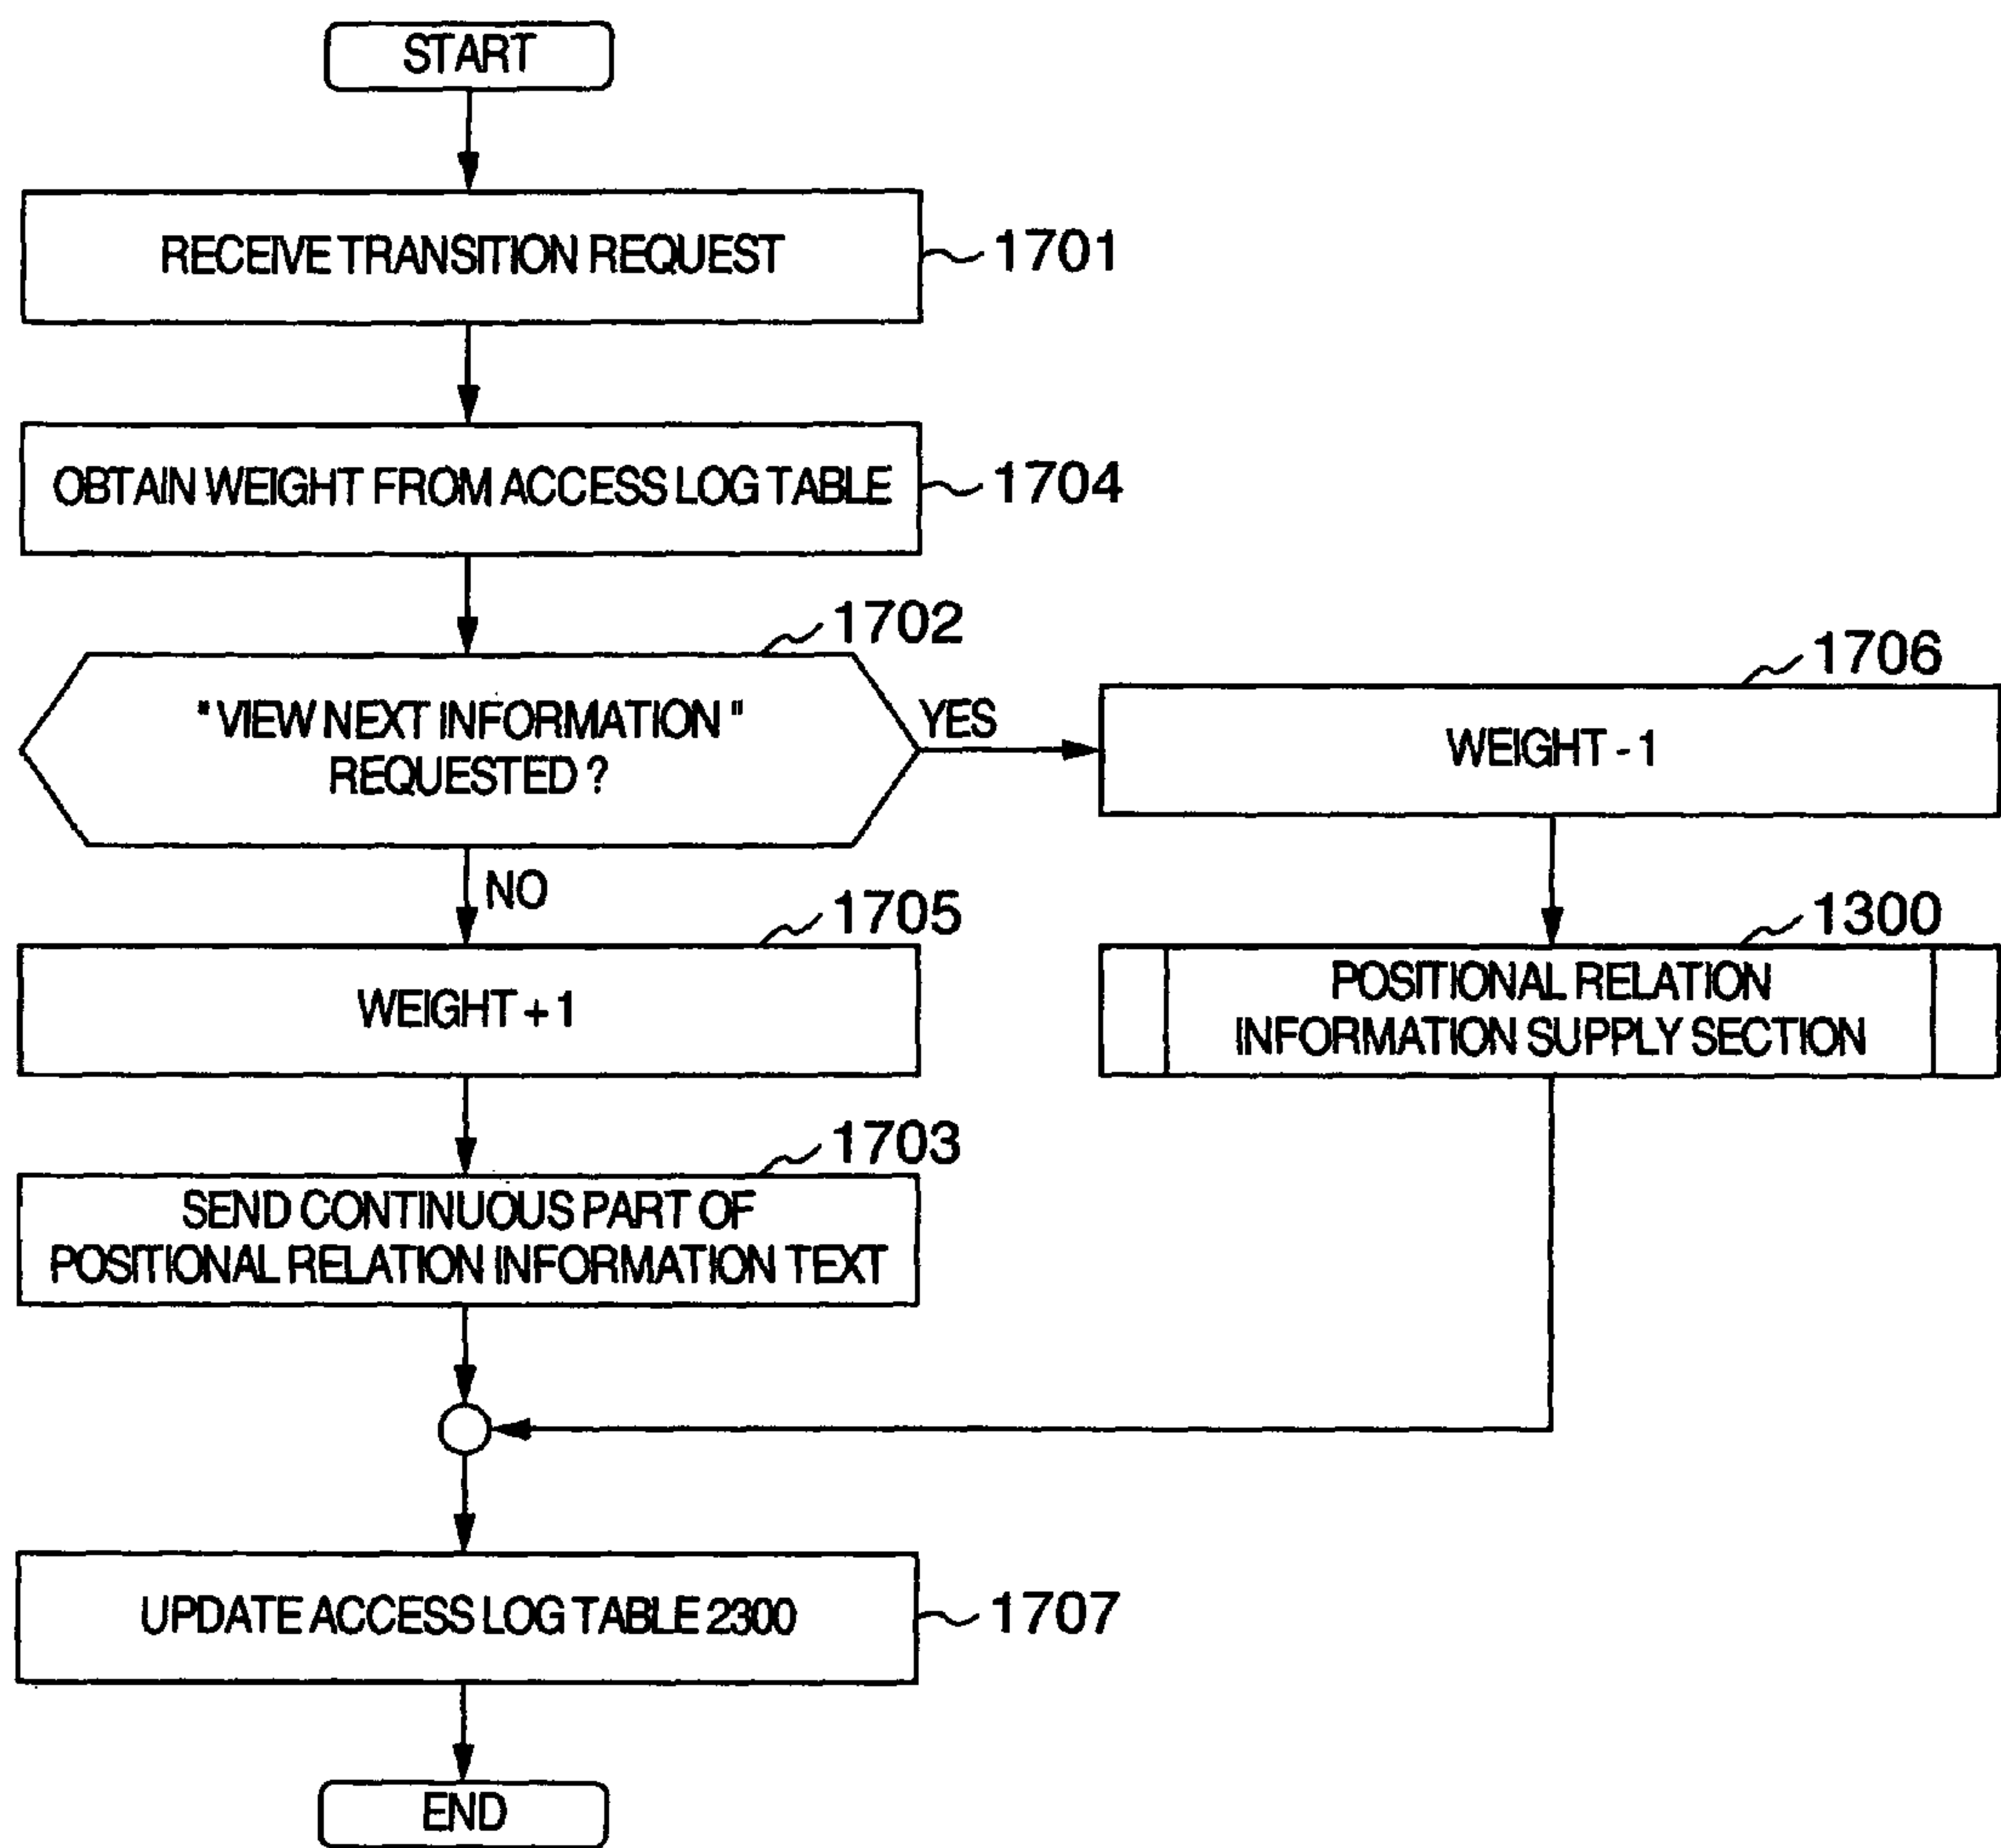 START
RECEIVE TRANSITION REQUEST
1701
OBTAIN WEIGHT FROM ACCESS LOG TABLE
1704
1702
" VIEW NEXT INFORMATION "
REQUESTED ?
YES
NO
1706
WEIGHT - 1
1705
WEIGHT + 1
1300
POSITIONAL RELATION
INFORMATION SUPPLY SECTION
1703
SEND CONTINUOUS PART OF
POSITIONAL RELATION INFORMATION TEXT
UPDATE ACCESS LOG TABLE 2300
1707
END